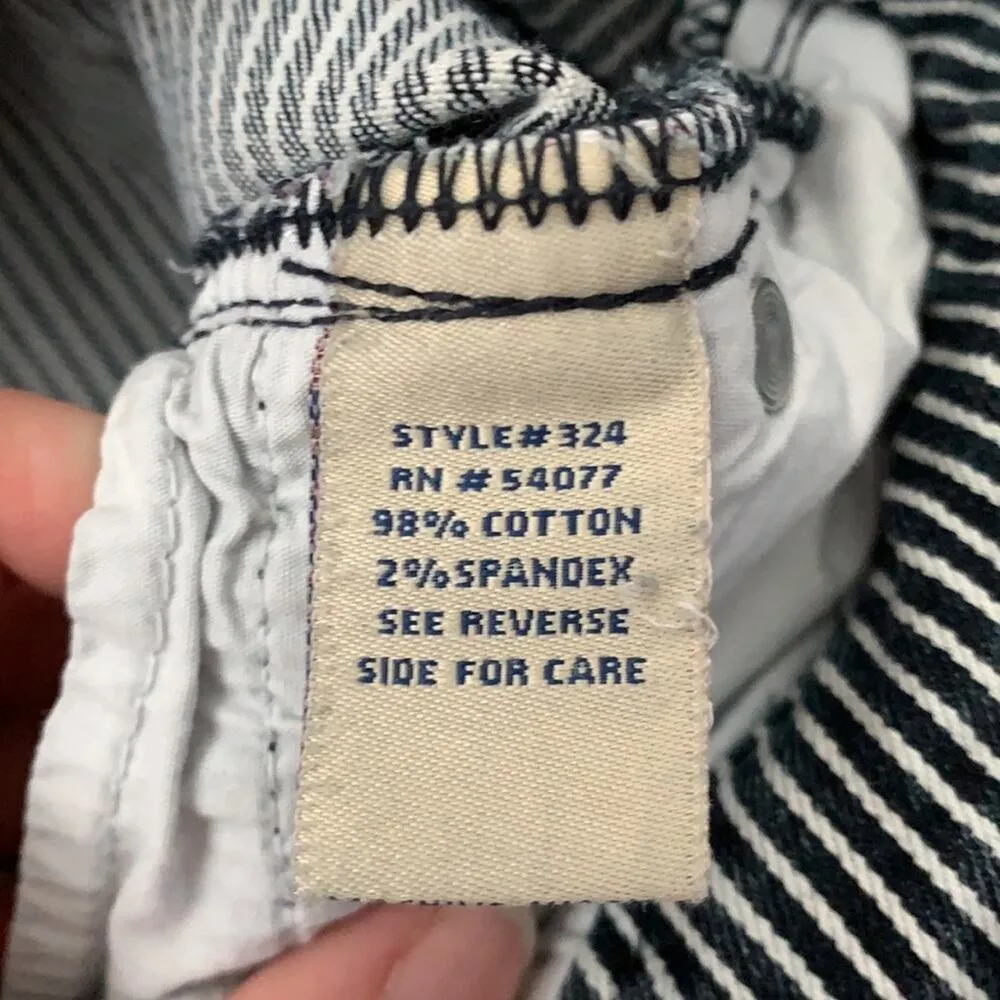 STYLE# 324
RN # 54077
98% COTTON
2% SPANDEX
SEE REVERSE
SIDE FOR CARE